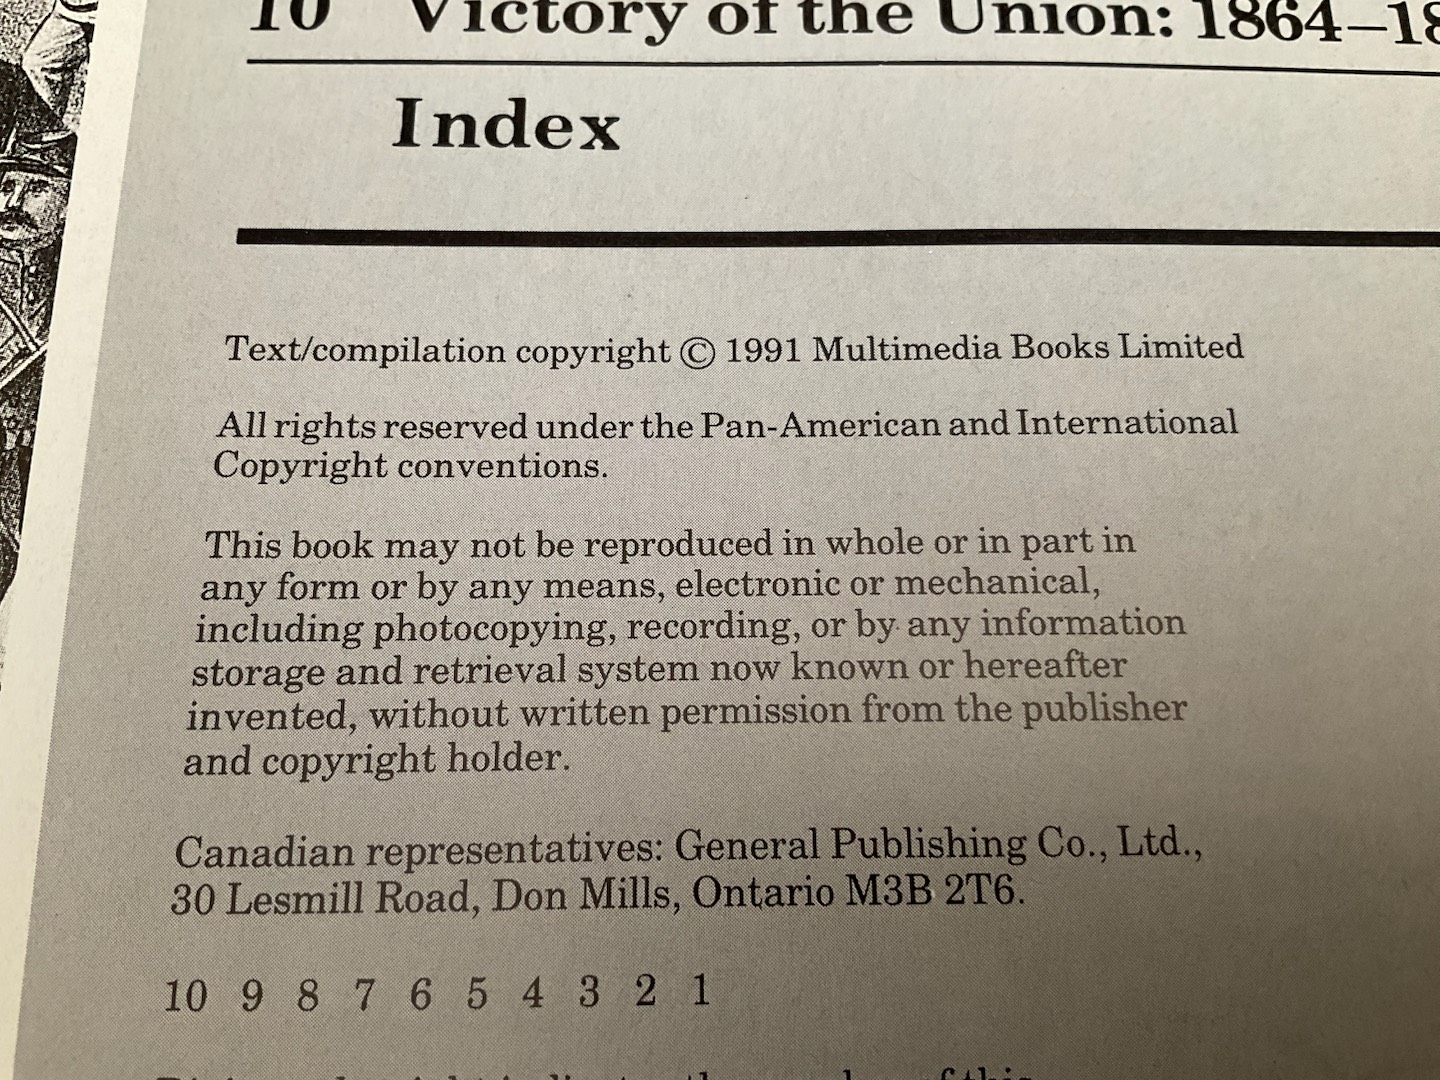 10 Victory of the Union: 1864–18
Index
Text/compilation copyright © 1991 Multimedia Books Limited
All rights reserved under the Pan-American and International
Copyright conventions.
This book may not be reproduced in whole or in part in
any form or by any means, electronic or mechanical,
including photocopying, recording, or by any information
storage and retrieval system now known or hereafter
invented, without written permission from the publisher
and copyright holder.
Canadian representatives: General Publishing Co., Ltd.,
30 Lesmill Road, Don Mills, Ontario M3B 2T6.
10 9 8 7 6 5 4 3 2 1